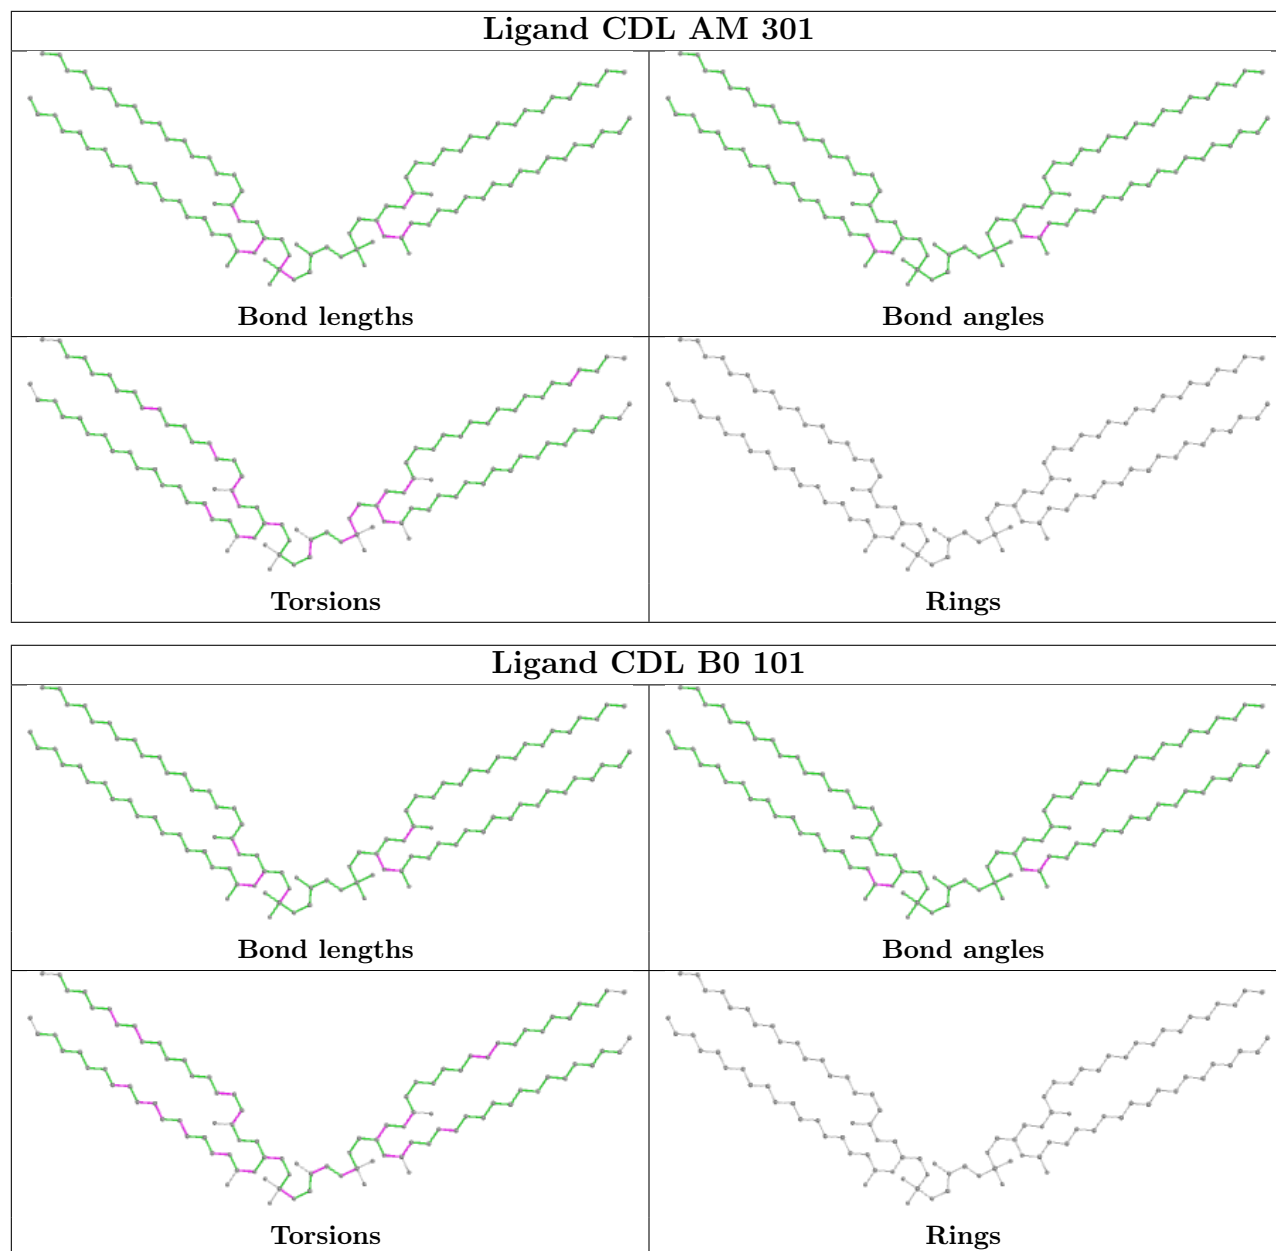 Ligand CDL AM 301
Bond lengths
Bond angles
Torsions
Rings
Ligand CDL B0 101
Bond lengths
Bond angles
Torsions
Rings